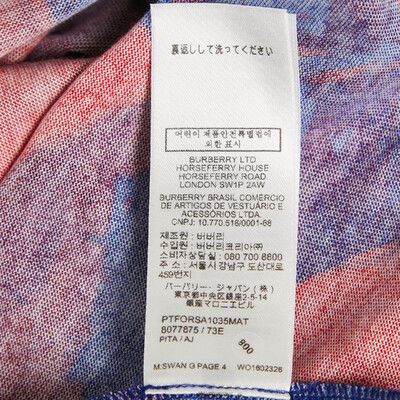 裏返しして洗ってください
어린이 제품안전특별법에
의한 표시
BURBERRY LTD
HORSEFERRY HOUSE
HORSEFERRY ROAD
LONDON SW1P 2AW
BURBERRY BRASIL COMÉRCIO
DE ARTIGOS DE VESTUÁRIO E
ACESSÓRIOS LTDA.
CNPJ: 10.770.516/0001-88
제조원 : 버버리
수입원 : 버버리코리아㈜
소비자상담실 : 080 700 8800
주소 : 서울시강남구 도산대로
459번지
バーバリー・ジャパン(株)
東京都中央区銀座2-5-14
銀座マロニエビル
PTFORSA1035MAT
8077875 / 73E
PITA / AJ
900
M:SWAN G PAGE 4 WO1602326